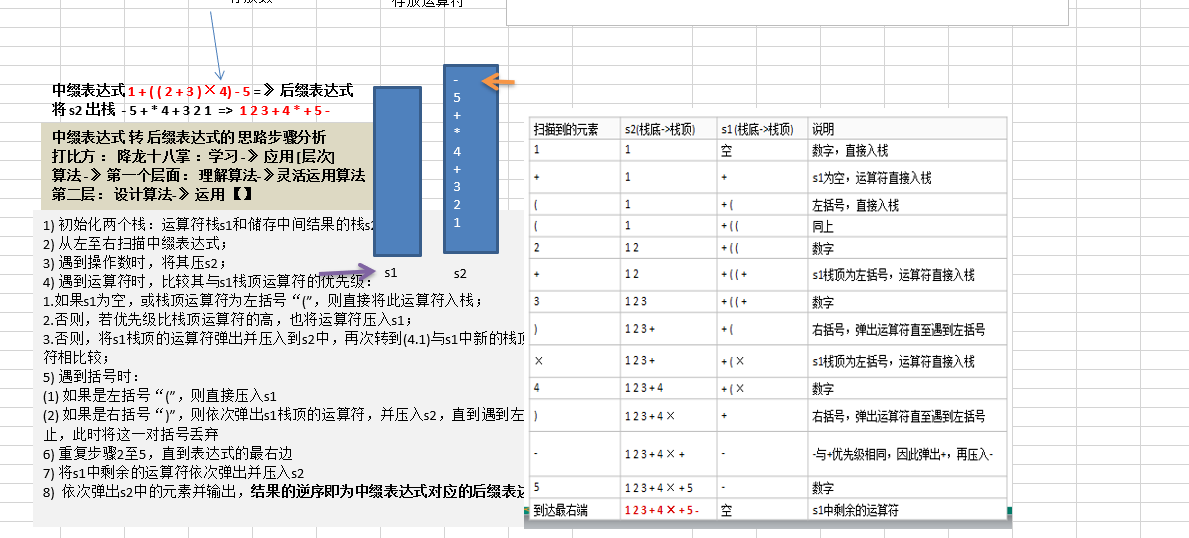 存放运算符
中缀表达式 1 + ( ( 2 + 3 ) × 4) - 5 = 》 后缀表达式
将 s2 出栈 - 5 + * 4 + 3 2 1 => 1 2 3 + 4 * + 5 -
中缀表达式 转 后缀表达式的 思路步骤分析
打比方 ： 降龙十八掌 ： 学习 - 》 应用 [层次]
算法 - 》 第一个层面 ： 理解算法-》灵活运用算法
第二层： 设计算法-》 运用 【 】
1) 初始化两个栈：运算符栈s1和储存中间结果的栈s2
2) 从左至右扫描中缀表达式；
3) 遇到操作数时，将其压s2；
4) 遇到运算符时，比较其与s1栈顶运算符的优先级：
1.如果s1为空，或栈顶运算符为左括号“(”，则直接将此运算符入栈；
2.否则，若优先级比栈顶运算符的高，也将运算符压入s1；
3.否则，将s1栈顶的运算符弹出并压入到s2中，再次转到(4.1)与s1中新的栈顶
符相比较；
5) 遇到括号时：
(1) 如果是左括号“(”，则直接压入s1
(2) 如果是右括号“)”，则依次弹出s1栈顶的运算符，并压入s2，直到遇到左
止，此时将这一对括号丢弃
6) 重复步骤2至5，直到表达式的最右边
7) 将s1中剩余的运算符依次弹出并压入s2
8) 依次弹出s2中的元素并输出，结果的逆序即为中缀表达式对应的后缀表达
s1
-
5
+
*
4
+
3
2
1
s2
扫描到的元素 s2(栈底->栈顶) s1 (栈底->栈顶) 说明
1 1 空 数字，直接入栈
+ 1 + s1为空，运算符直接入栈
( 1 + ( 左括号，直接入栈
( 1 + ( ( 同上
2 1 2 + ( ( 数字
+ 1 2 + ( ( + s1栈顶为左括号，运算符直接入栈
3 1 2 3 + ( ( + 数字
) 1 2 3 + + ( 右括号，弹出运算符直至遇到左括号
× 1 2 3 + + ( × s1栈顶为左括号，运算符直接入栈
4 1 2 3 + 4 + ( × 数字
) 1 2 3 + 4 × + 右括号，弹出运算符直至遇到左括号
- 1 2 3 + 4 × + - -与+优先级相同，因此弹出+，再压入-
5 1 2 3 + 4 × + 5 - 数字
到达最右端 1 2 3 + 4 × + 5 - 空 s1中剩余的运算符